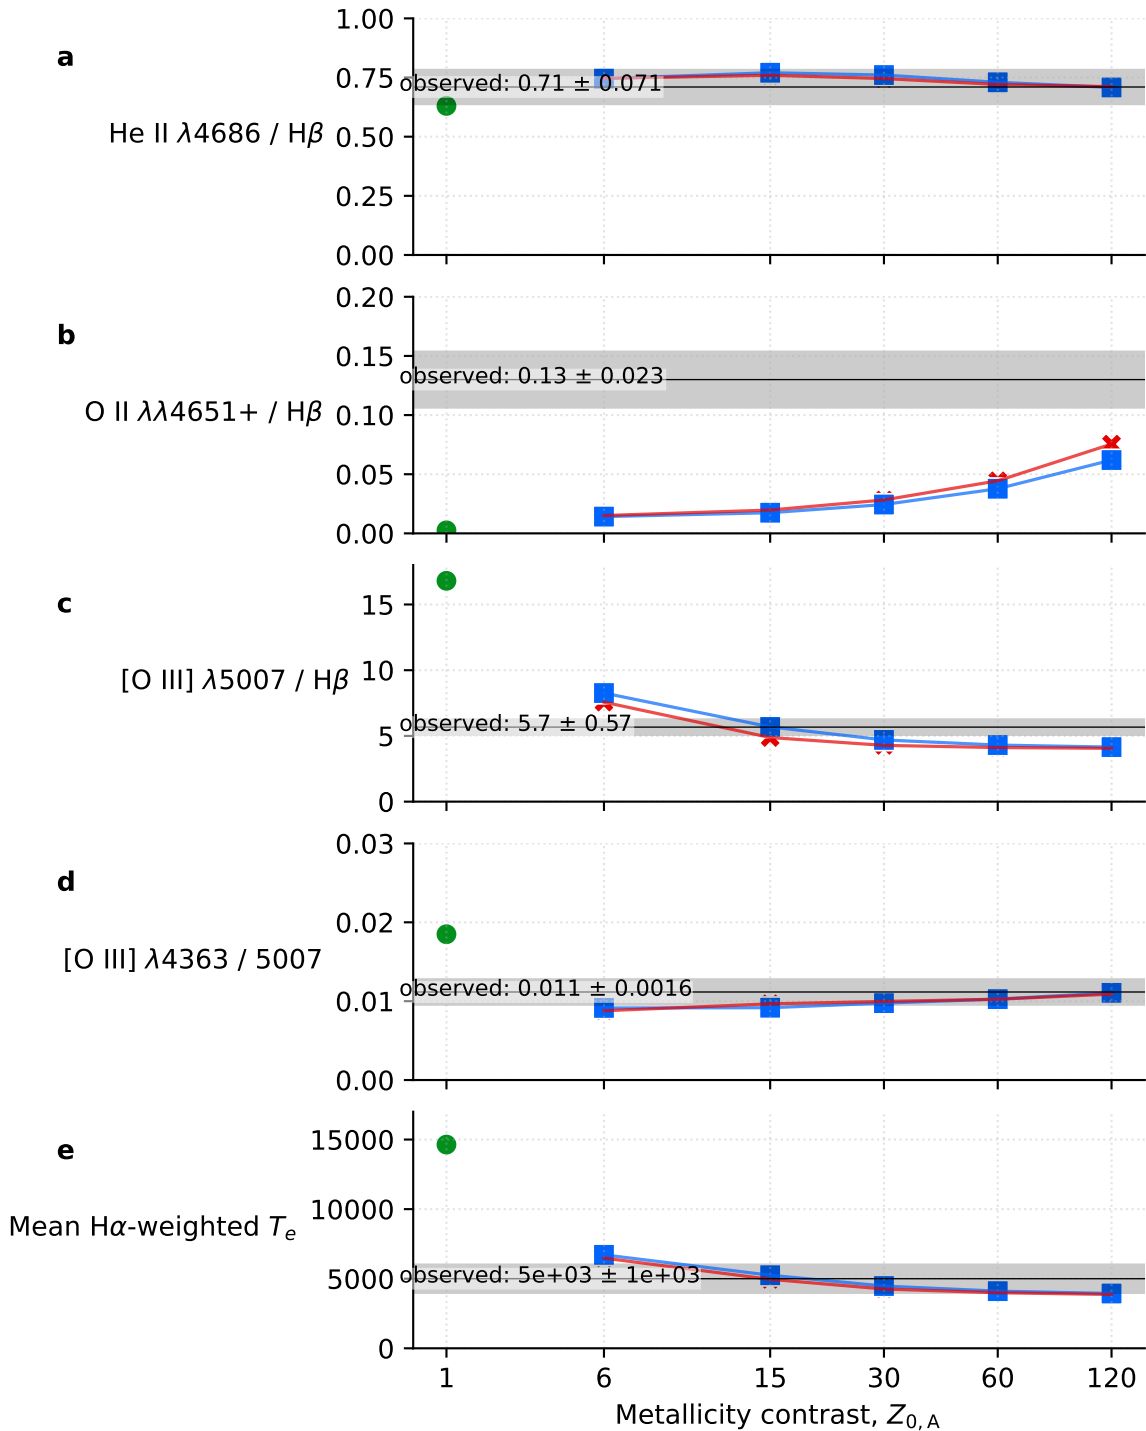 a
He II λ4686 / Hβ
1.00
0.75
0.50
0.25
0.00
observed: 0.71 ± 0.071
b
O II λλ4651+ / Hβ
0.20
0.15
0.10
0.05
0.00
observed: 0.13 ± 0.023
c
[O III] λ5007 / Hβ
15
10
5
0
observed: 5.7 ± 0.57
d
[O III] λ4363 / 5007
0.03
0.02
0.01
0.00
observed: 0.011 ± 0.0016
e
Mean Hα-weighted Te
15000
10000
5000
0
observed: 5e+03 ± 1e+03
1 6 15 30 60 120
Metallicity contrast, Z0, A